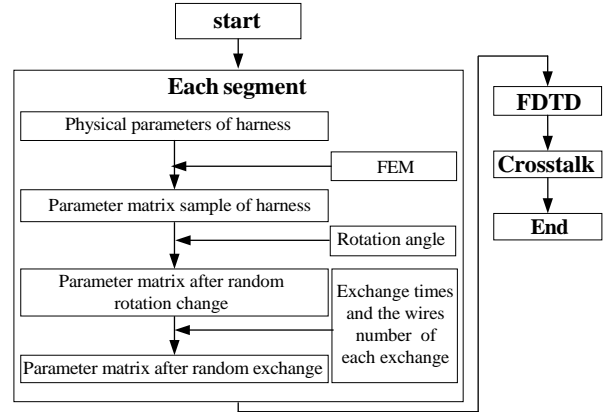 start
Each segment
Physical parameters of harness
FEM
Parameter matrix sample of harness
Rotation angle
Parameter matrix after random
rotation change
Exchange times
and the wires
number of
each exchange
Parameter matrix after random exchange
FDTD
Crosstalk
End